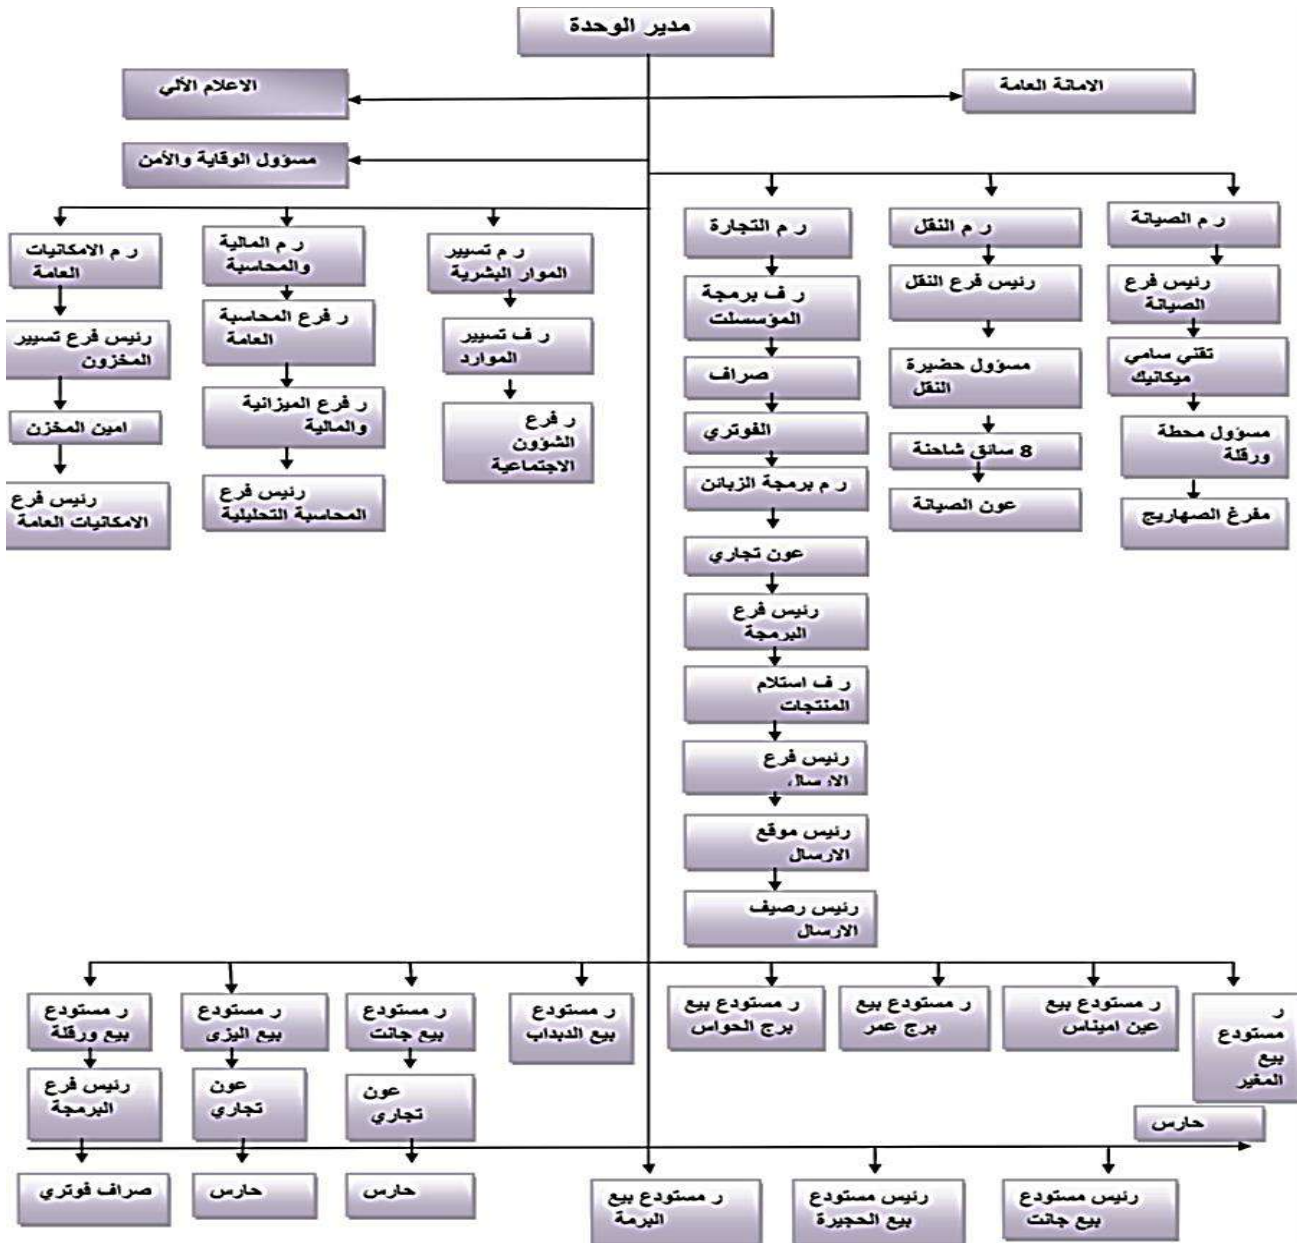 مدير الوحدة
الامانة العامة
الاعلام الألي
مسؤول الوقاية والأمن
ر م الصيانة
رئيس فرع
الصيانة
تقني سامي
ميكانيك
مسؤول محطة
ورقلة
مفرغ الصهاريج
ر م النقل
رئيس فرع النقل
مسؤول حضيرة
النقل
8 سائق شاحنة
عون الصيانة
ر م التجارة
ر ف برمجة
المؤسسلت
صراف
الفوتري
ر م برمجة الزبائن
عون تجاري
رئيس فرع
البرمجة
ر ف استلام
المنتجات
رئيس فرع
الارسال
رئيس موقع
الارسال
رئيس رصيف
الارسال
ر م تسيير
الموار البشرية
ر ف تسيير
الموارد
ر فرع
الشؤون
الاجتماعية
ر م المالية
والمحاسبة
ر فرع المحاسبة
العامة
ر فرع الميزانية
والمالية
رئيس فرع
المحاسبة التحليلية
ر م الامكانيات
العامة
رئيس فرع تسيير
المخزون
امين المخزن
رئيس فرع
الامكانيات العامة
ر
مستودع
بيع
المغير
حارس
ر مستودع بيع
عين اميناس
ر مستودع بيع
برج عمر
ر مستودع بيع
برج الحواس
ر مستودع
بيع الدبداب
ر مستودع
بيع جانت
عون
تجاري
حارس
ر مستودع
بيع اليزى
عون
تجاري
حارس
ر مستودع
بيع ورقلة
رئيس فرع
البرمجة
صراف فوتري
رئيس مستودع
بيع جانت
رئيس مستودع
بيع الحجيرة
ر مستودع بيع
البرمة